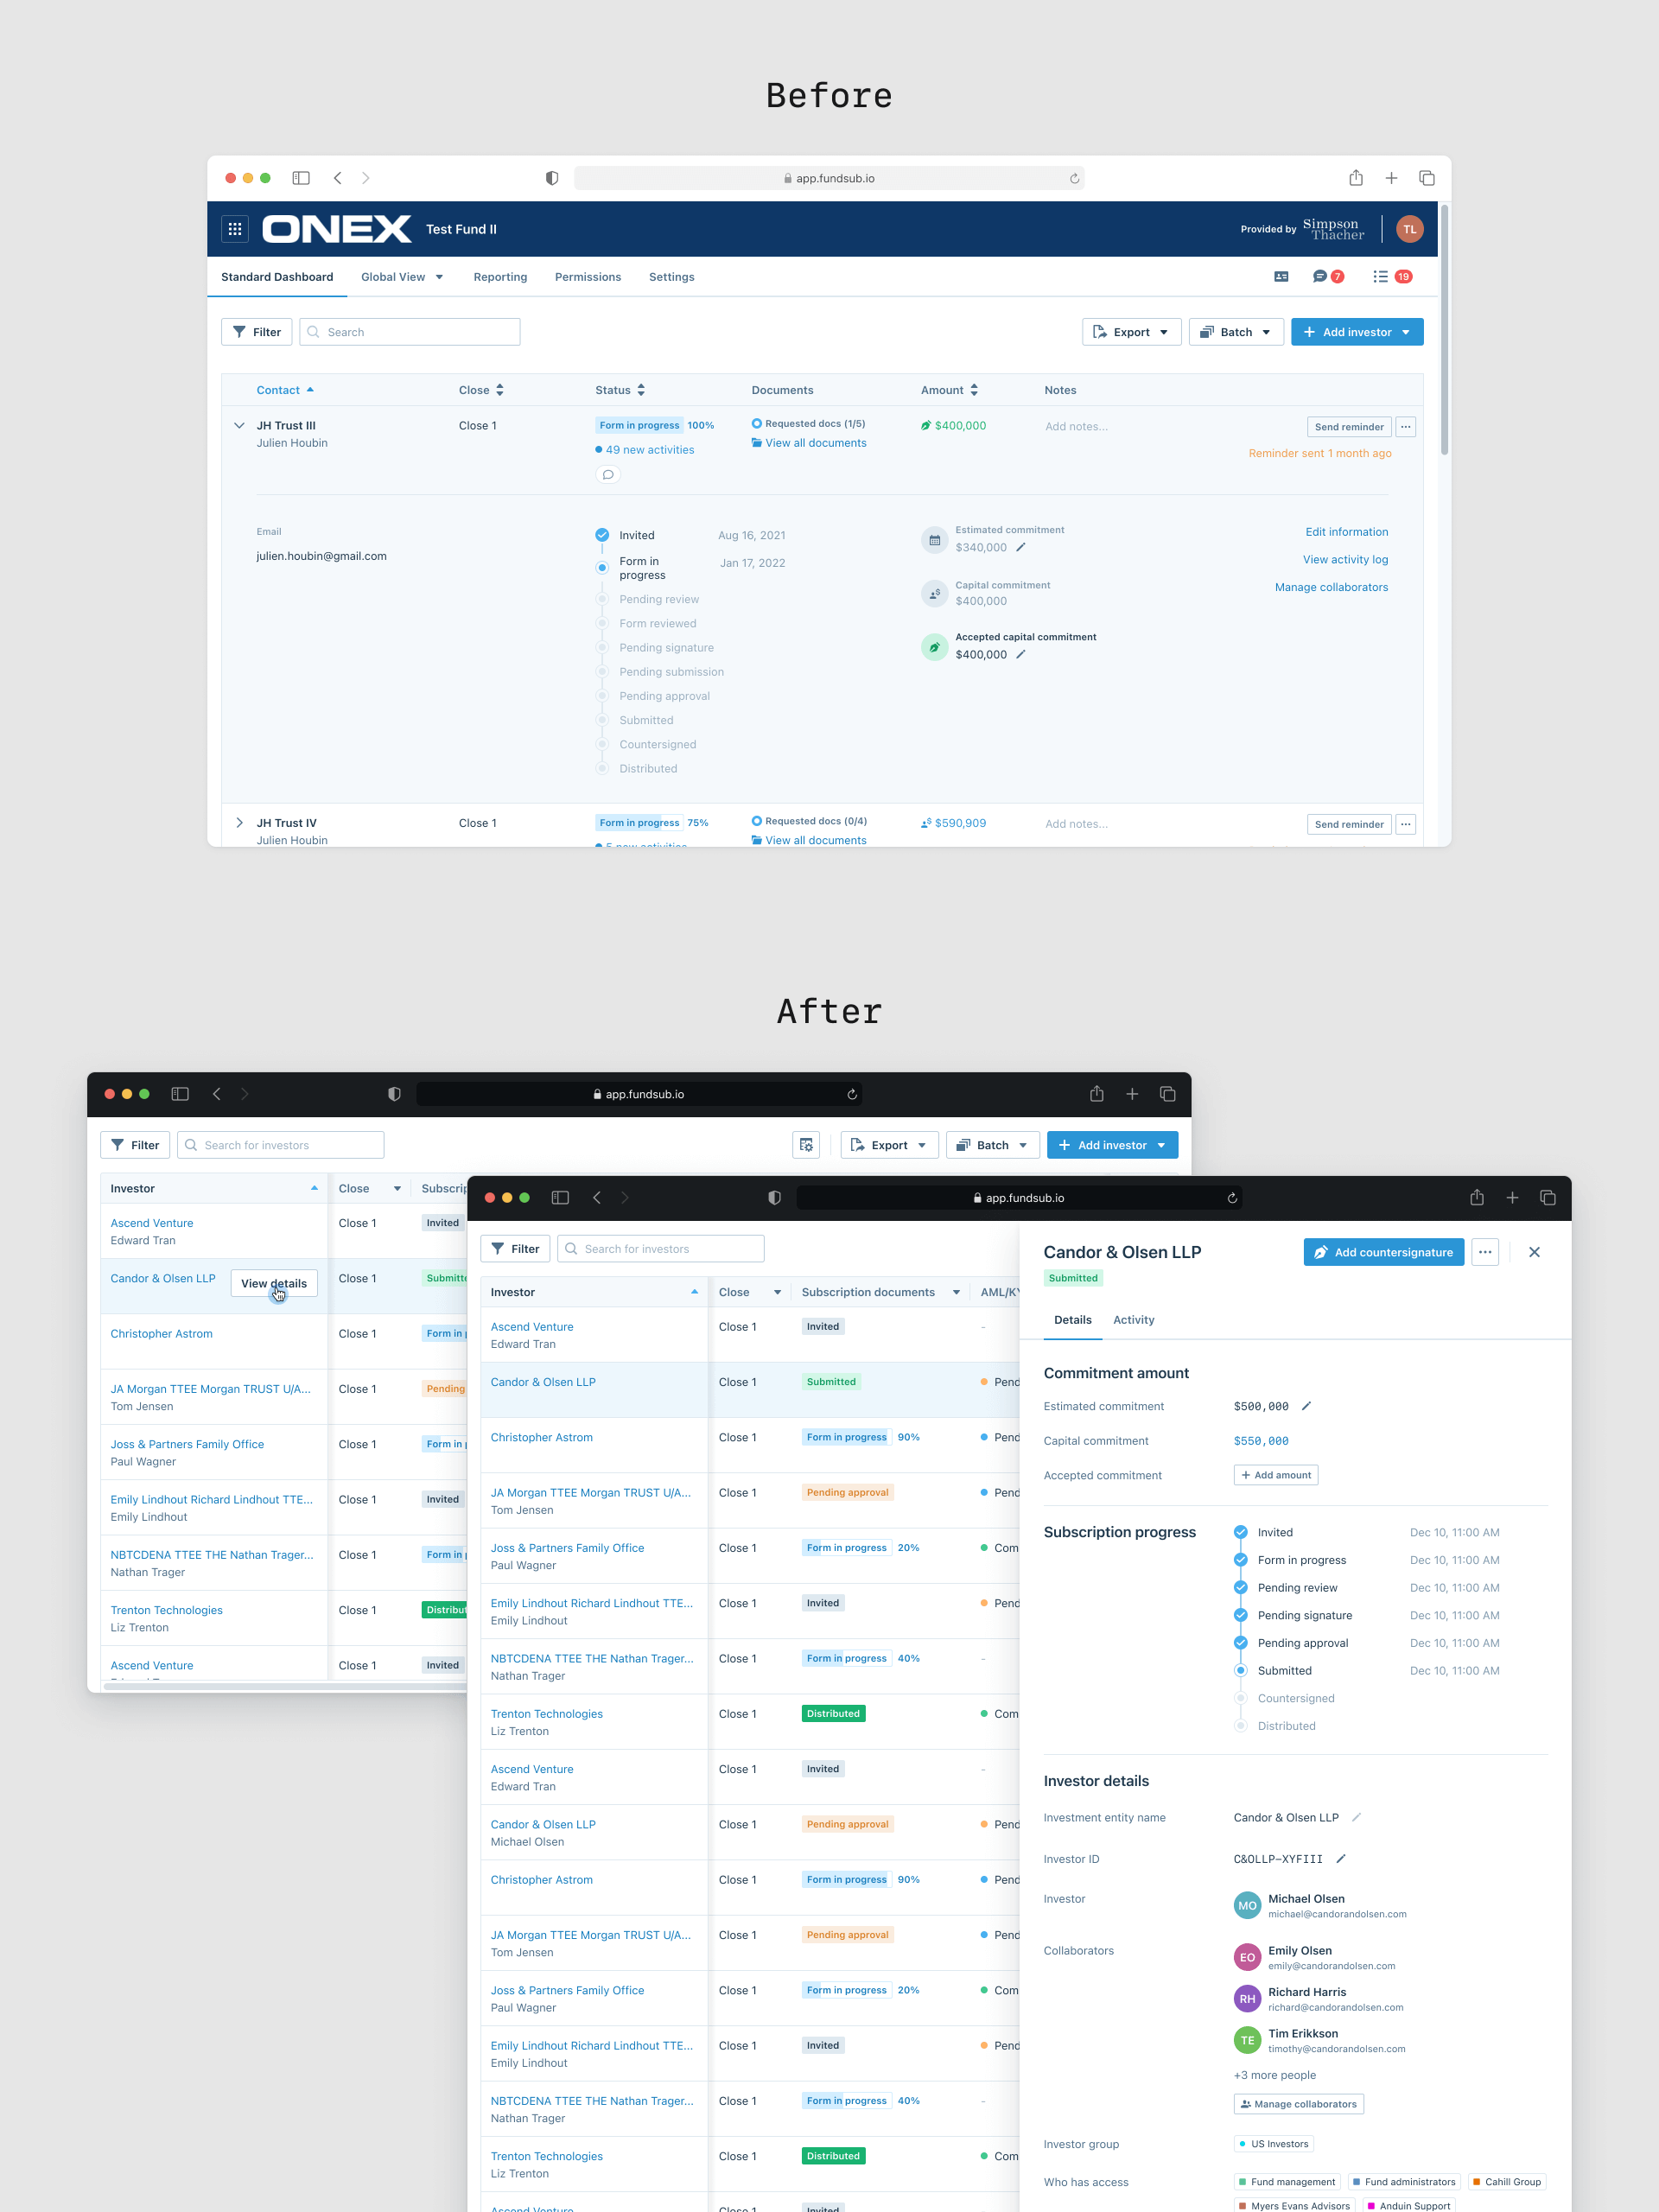 Before
app.fundsub.io
ONEX Test Fund II Provided by Simpson Thacher TL
Standard Dashboard Global View Reporting Permissions Settings 7 19
Filter Search Export Batch Add investor
Contact Close Status Documents Amount Notes
JH Trust III Close 1 Form in progress 100% Requested docs (1/5) $400,000 Add notes... Send reminder
Julien Houbin 49 new activities View all documents Reminder sent 1 month ago
Email
julien.houbin@gmail.com
Invited Aug 16, 2021
Form in progress Jan 17, 2022
Pending review
Form reviewed
Pending signature
Pending submission
Pending approval
Submitted
Countersigned
Distributed
Estimated commitment
$340,000
Capital commitment
$400,000
Accepted capital commitment
$400,000
Edit information
View activity log
Manage collaborators
JH Trust IV Close 1 Form in progress 75% Requested docs (0/4) $590,909 Add notes... Send reminder
Julien Houbin 5 new activities View all documents
After
app.fundsub.io
Filter Search for investors Export Batch Add investor
Investor Close Subscrip
Ascend Venture Close 1 Invited
Edward Tran
Candor & Olsen LLP View details Close 1 Submitte
Christopher Astrom Close 1 Form in p
JA Morgan TTEE Morgan TRUST U/A... Close 1 Pending
Tom Jensen
Joss & Partners Family Office Close 1 Form in p
Paul Wagner
Emily Lindhout Richard Lindhout TTE... Close 1 Invited
Emily Lindhout
NBTCDENA TTEE THE Nathan Trager... Close 1 Form in p
Nathan Trager
Trenton Technologies Close 1 Distribut
Liz Trenton
Ascend Venture Close 1 Invited
app.fundsub.io
Filter Search for investors
Investor Close Subscription documents AML/KY
Ascend Venture Close 1 Invited -
Edward Tran
Candor & Olsen LLP Close 1 Submitted Pend
Christopher Astrom Close 1 Form in progress 90% Pend
JA Morgan TTEE Morgan TRUST U/A... Close 1 Pending approval Pend
Tom Jensen
Joss & Partners Family Office Close 1 Form in progress 20% Com
Paul Wagner
Emily Lindhout Richard Lindhout TTE... Close 1 Invited Pend
Emily Lindhout
NBTCDENA TTEE THE Nathan Trager... Close 1 Form in progress 40% -
Nathan Trager
Trenton Technologies Close 1 Distributed Com
Liz Trenton
Ascend Venture Close 1 Invited -
Edward Tran
Candor & Olsen LLP Close 1 Pending approval Pend
Michael Olsen
Christopher Astrom Close 1 Form in progress 90% Pend
JA Morgan TTEE Morgan TRUST U/A... Close 1 Pending approval Pend
Tom Jensen
Joss & Partners Family Office Close 1 Form in progress 20% Com
Paul Wagner
Emily Lindhout Richard Lindhout TTE... Close 1 Invited Pend
Emily Lindhout
NBTCDENA TTEE THE Nathan Trager... Close 1 Form in progress 40% -
Nathan Trager
Trenton Technologies Close 1 Distributed Com
Liz Trenton
Ascend Venture Close 1 Invited
Candor & Olsen LLP Add countersignature
Submitted
Details Activity
Commitment amount
Estimated commitment $500,000
Capital commitment $550,000
Accepted commitment Add amount
Subscription progress
Invited Dec 10, 11:00 AM
Form in progress Dec 10, 11:00 AM
Pending review Dec 10, 11:00 AM
Pending signature Dec 10, 11:00 AM
Pending approval Dec 10, 11:00 AM
Submitted Dec 10, 11:00 AM
Countersigned
Distributed
Investor details
Investment entity name Candor & Olsen LLP
Investor ID C&OLLP-XYFIII
Investor MO Michael Olsen
michael@candorandolsen.com
Collaborators EO Emily Olsen
emily@candorandolsen.com
RH Richard Harris
richard@candorandolsen.com
TE Tim Erikkson
timothy@candorandolsen.com
+3 more people
Manage collaborators
Investor group US Investors
Who has access Fund management Fund administrators Cahill Group
Myers Evans Advisors Anduin Support